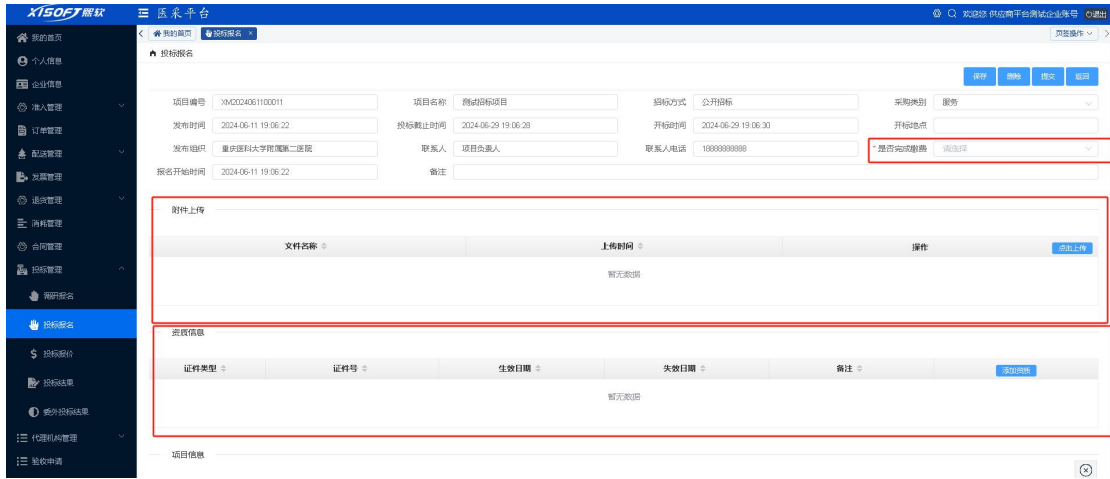 XISOFT熙软 医采平台 欢迎您 供应商平台测试企业账号 退出
我的首页 投标报名 × 页签操作
投标报名
保存 删除 提交 返回
我的首页
个人信息
企业信息
准入管理
订单管理
配送管理
发票管理
退货管理
消耗管理
合同管理
投标管理
调研报名
投标报名
投标报价
投标结果
委外投标结果
代理机构管理
验收申请
项目编号 XM2024061100011 项目名称 测试招标项目 招标方式 公开招标 采购类别 服务
发布时间 2024-06-11 19:06:22 投标截止时间 2024-06-29 19:06:28 开标时间 2024-06-29 19:06:30 开标地点
发布组织 重庆医科大学附属第二医院 联系人 项目负责人 联系人电话 18888888888 *是否完成缴费 请选择
报名开始时间 2024-06-11 19:06:22 备注
附件上传
文件名称 上传时间 操作 点击上传
暂无数据
资质信息
证件类型 证件号 生效日期 失效日期 备注 添加资质
暂无数据
项目信息